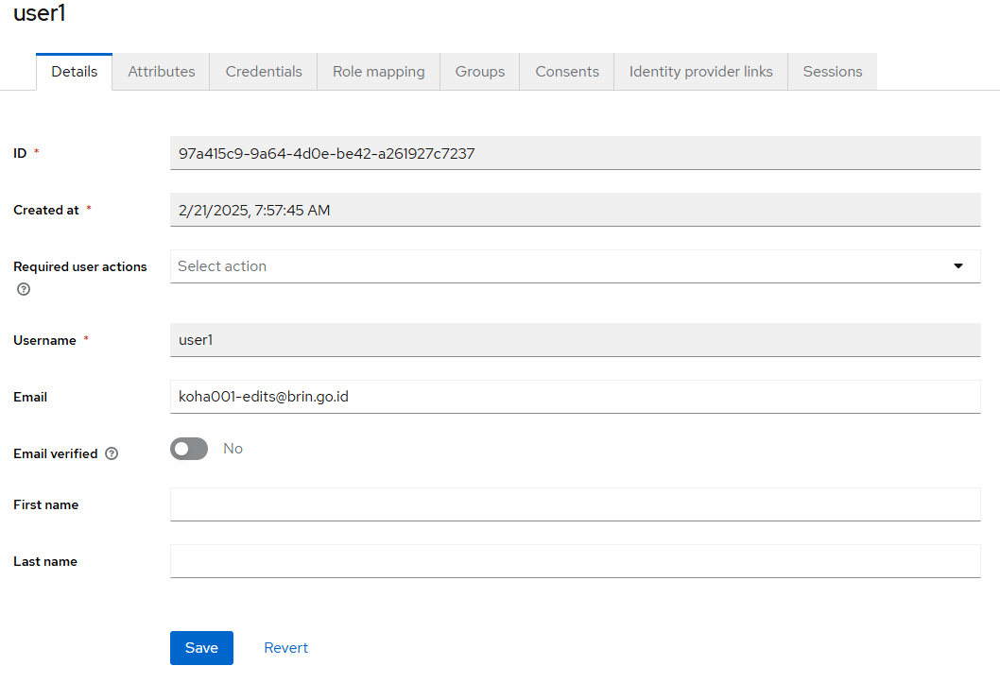 user1
Details Attributes Credentials Role mapping Groups Consents Identity provider links Sessions
ID * 97a415c9-9a64-4d0e-be42-a261927c7237
Created at * 2/21/2025, 7:57:45 AM
Required user actions Select action
Username * user1
Email koha001-edits@brin.go.id
Email verified No
First name
Last name
Save Revert